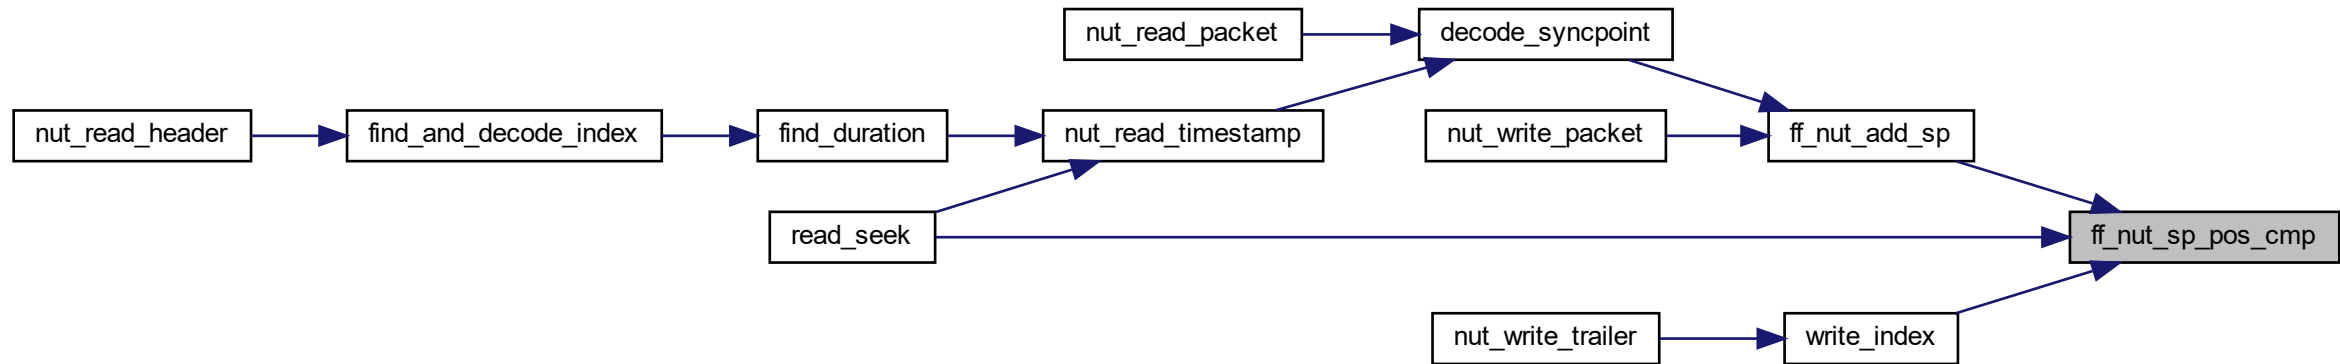 nut_read_packet
decode_syncpoint
nut_read_header
find_and_decode_index
find_duration
nut_read_timestamp
nut_write_packet
ff_nut_add_sp
read_seek
ff_nut_sp_pos_cmp
nut_write_trailer
write_index